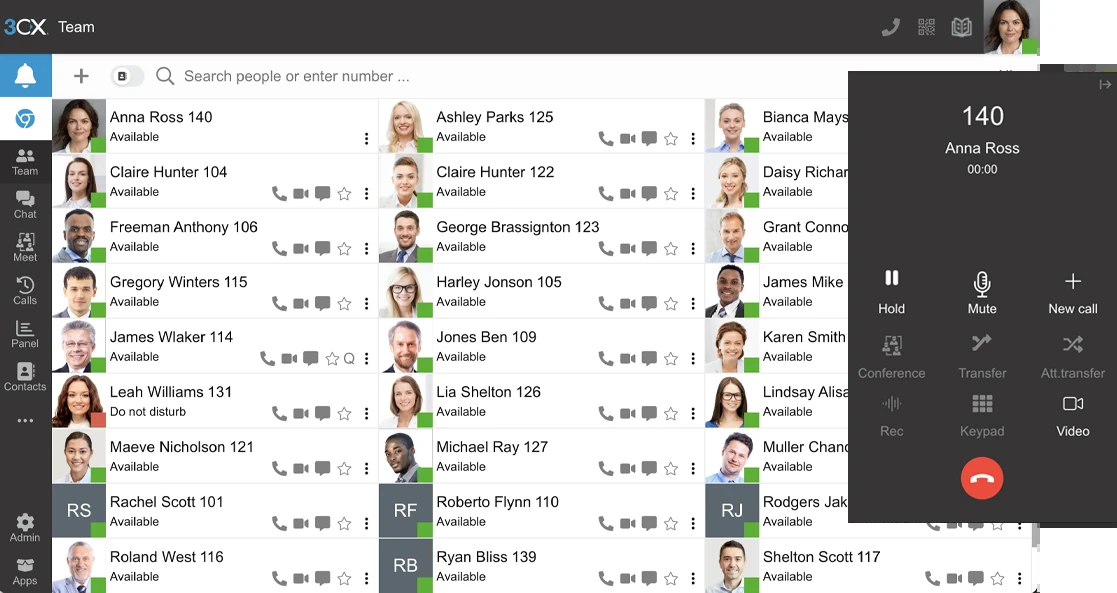 3CX Team
Search people or enter number ...
Team
Chat
Meet
Calls
Panel
Contacts
Admin
Apps
Anna Ross 140
Available
Ashley Parks 125
Available
Bianca Mays
Available
Claire Hunter 104
Available
Claire Hunter 122
Available
Daisy Richar
Available
Freeman Anthony 106
Available
George Brassignton 123
Available
Grant Conno
Available
Gregory Winters 115
Available
Harley Jonson 105
Available
James Mike
Available
James Wlaker 114
Available
Q
Jones Ben 109
Available
Karen Smith
Available
Leah Williams 131
Do not disturb
Lia Shelton 126
Available
Lindsay Alisa
Available
Maeve Nicholson 121
Available
Michael Ray 127
Available
Muller Chanc
Available
RS
Rachel Scott 101
Available
RF
Roberto Flynn 110
Available
RJ
Rodgers Jak
Available
Roland West 116
Available
RB
Ryan Bliss 139
Available
Shelton Scott 117
Available
140
Anna Ross
00:00
Hold
Mute
New call
Conference
Transfer
Att.transfer
Rec
Keypad
Video